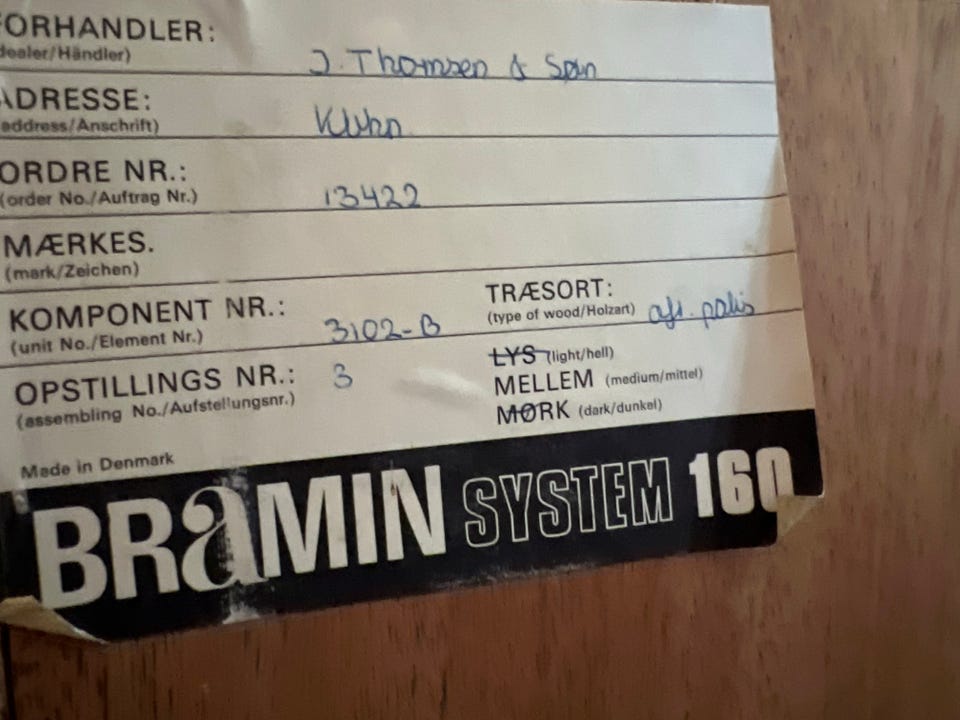 FORHANDLER:
(dealer/Händler)
J. Thomsen & Søn
ADRESSE:
(address/Anschrift)
ORDRE NR.:
(order No./Auftrag Nr.)
13422
MÆRKES.
(mark/Zeichen)
KOMPONENT NR.:
(unit No./Element Nr.)
3102-B
TRÆSORT:
(type of wood/Holzart)
afr. palis
OPSTILLINGS NR.:
(assembling No./Aufstellungsnr.)
3
LYS (light/hell)
MELLEM (medium/mittel)
MØRK (dark/dunkel)
Made in Denmark
BRAMIN SYSTEM 160